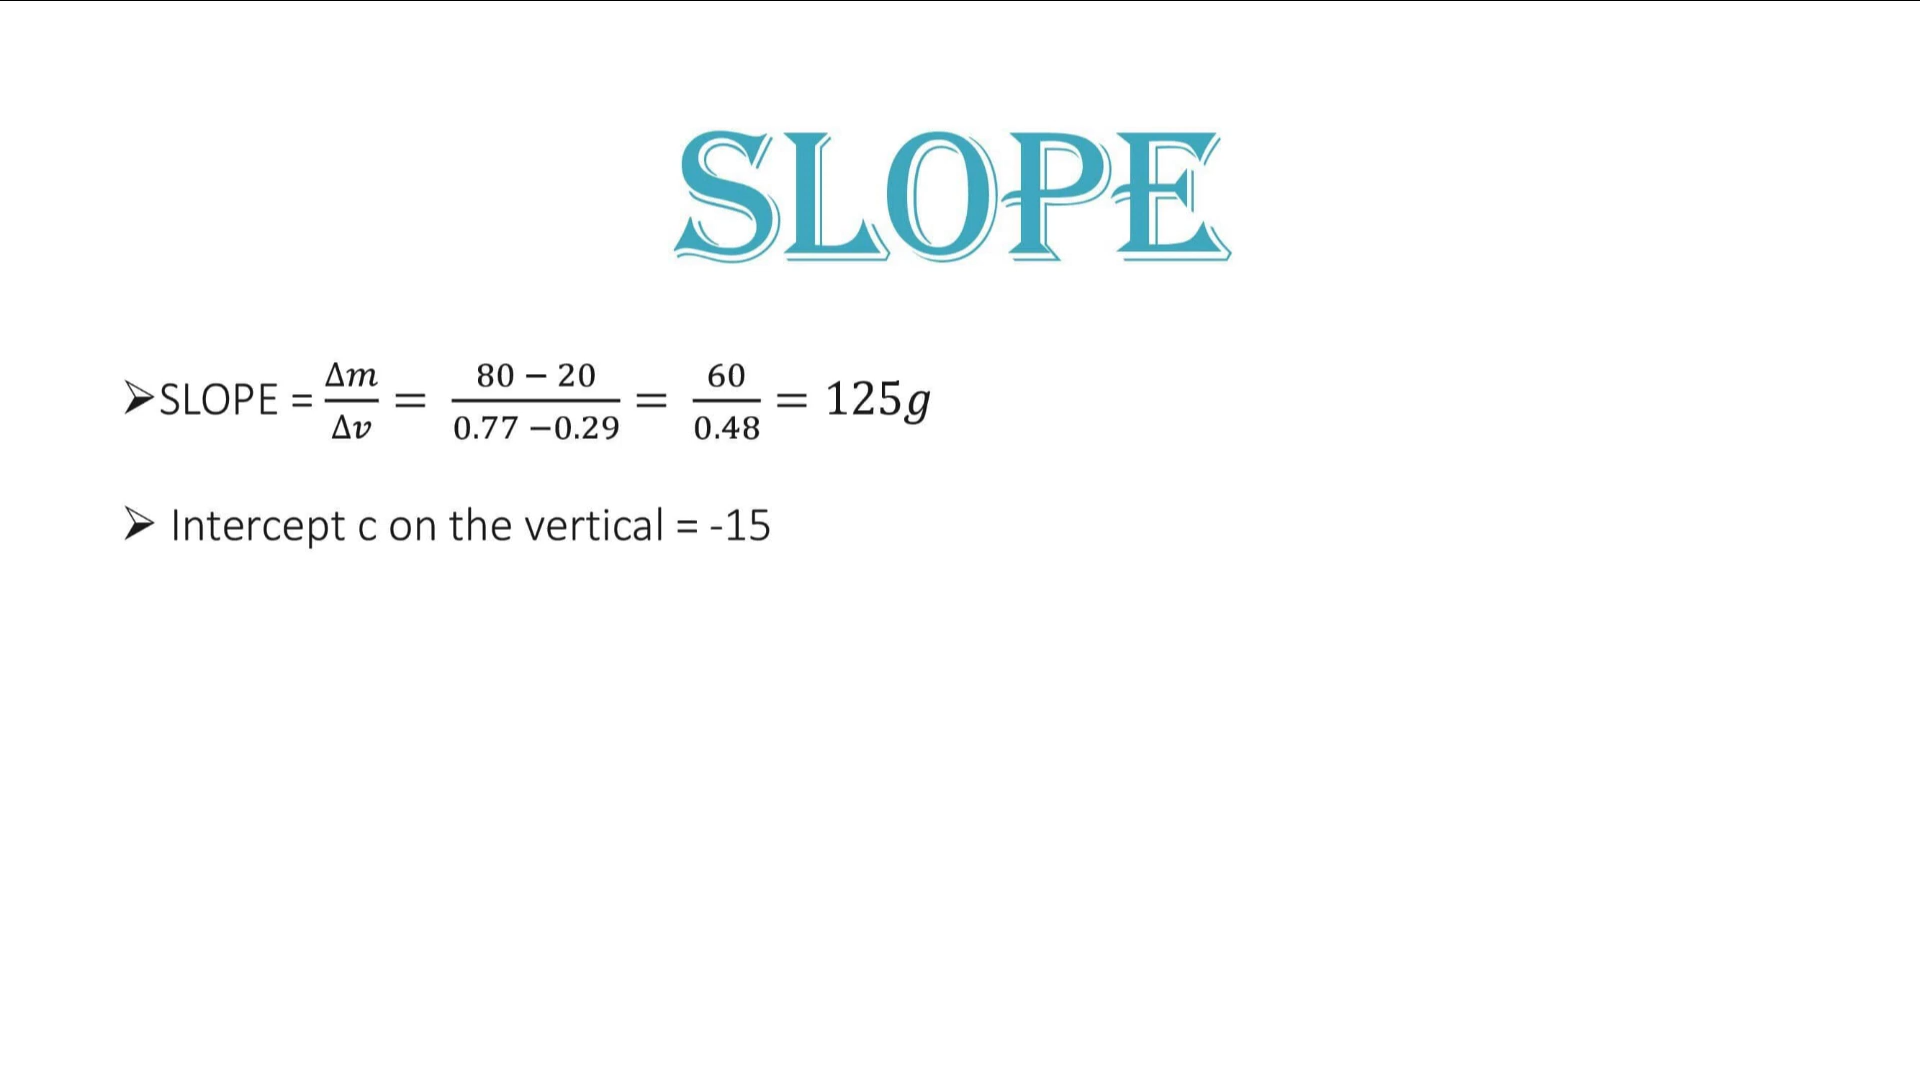 SLOPE
➢SLOPE = Δm/Δv = 80 − 20/0.77 −0.29 = 60/0.48 = 125g
➢ Intercept c on the vertical = -15